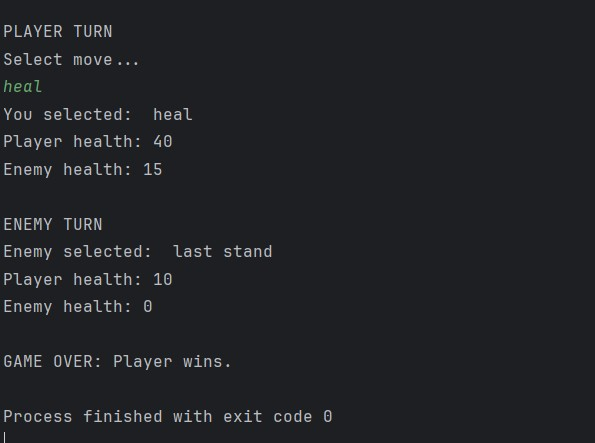 PLAYER TURN
Select move...
heal
You selected:  heal
Player health: 40
Enemy health: 15
ENEMY TURN
Enemy selected:  last stand
Player health: 10
Enemy health: 0
GAME OVER: Player wins.
Process finished with exit code 0